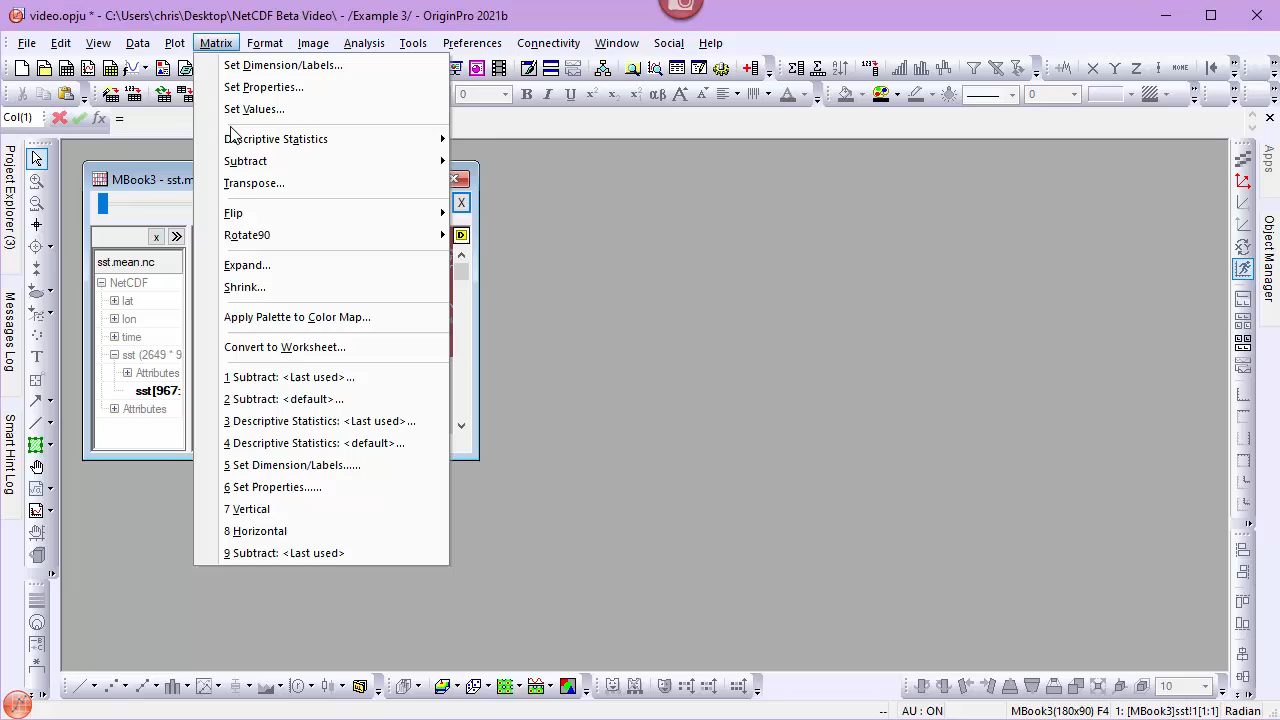 video.opju * - C:\Users\chris\Desktop\NetCDF Beta Video\ - /Example 3/ - OriginPro 2021b
File Edit View Data Plot Matrix Format Image Analysis Tools Preferences Connectivity Window Social Help
0 B I U x² x₂ αβ A A A 0
Col(1) fx =
Set Dimension/Labels...
Set Properties...
Set Values...
Descriptive Statistics
Subtract
Transpose...
Flip
Rotate90
Expand...
Shrink...
Apply Palette to Color Map...
Convert to Worksheet...
1 Subtract: <Last used>...
2 Subtract: <default>...
3 Descriptive Statistics: <Last used>...
4 Descriptive Statistics: <default>...
5 Set Dimension/Labels......
6 Set Properties......
7 Vertical
8 Horizontal
9 Subtract: <Last used>
MBook3 - sst.m
X
D
x
sst.mean.nc
NetCDF
lat
lon
time
sst (2649 * 9
Attributes
sst[967:
Attributes
Project Explorer (3)
Messages Log
Smart Hint Log
Apps
Object Manager
10
-- AU : ON MBook3(180x90) F4 1: [MBook3]sst!1[1:1] Radian